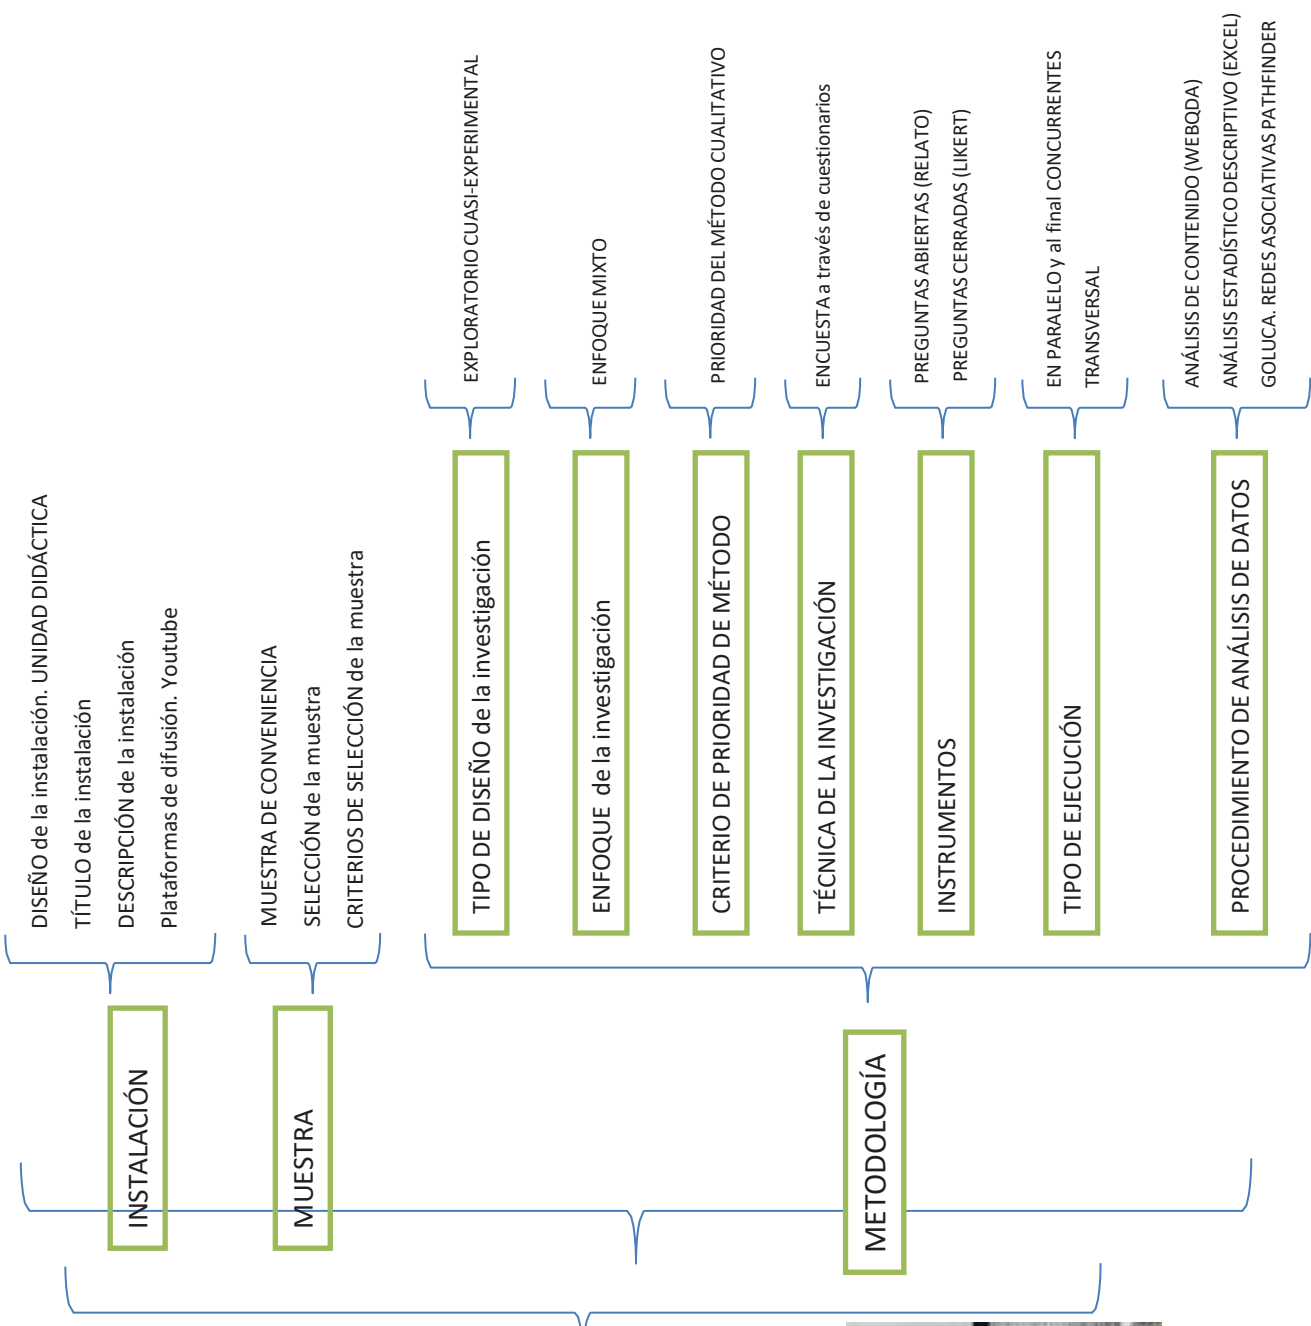 INSTALACIÓN
DISEÑO de la instalación. UNIDAD DIDÁCTICA
TÍTULO de la instalación
DESCRIPCIÓN de la instalación
Plataformas de difusión. Youtube
MUESTRA
MUESTRA DE CONVENIENCIA
SELECCIÓN de la muestra
CRITERIOS DE SELECCIÓN de la muestra
METODOLOGÍA
TIPO DE DISEÑO de la investigación
EXPLORATORIO CUASI-EXPERIMENTAL
ENFOQUE de la investigación
ENFOQUE MIXTO
CRITERIO DE PRIORIDAD DE MÉTODO
PRIORIDAD DEL MÉTODO CUALITATIVO
TÉCNICA DE LA INVESTIGACIÓN
ENCUESTA a través de cuestionarios
INSTRUMENTOS
PREGUNTAS ABIERTAS (RELATO)
PREGUNTAS CERRADAS (LIKERT)
TIPO DE EJECUCIÓN
EN PARALELO y al final CONCURRENTES
TRANSVERSAL
PROCEDIMIENTO DE ANÁLISIS DE DATOS
ANÁLISIS DE CONTENIDO (WEBQDA)
ANÁLISIS ESTADÍSTICO DESCRIPTIVO (EXCEL)
GOLUCA. REDES ASOCIATIVAS PATHFINDER